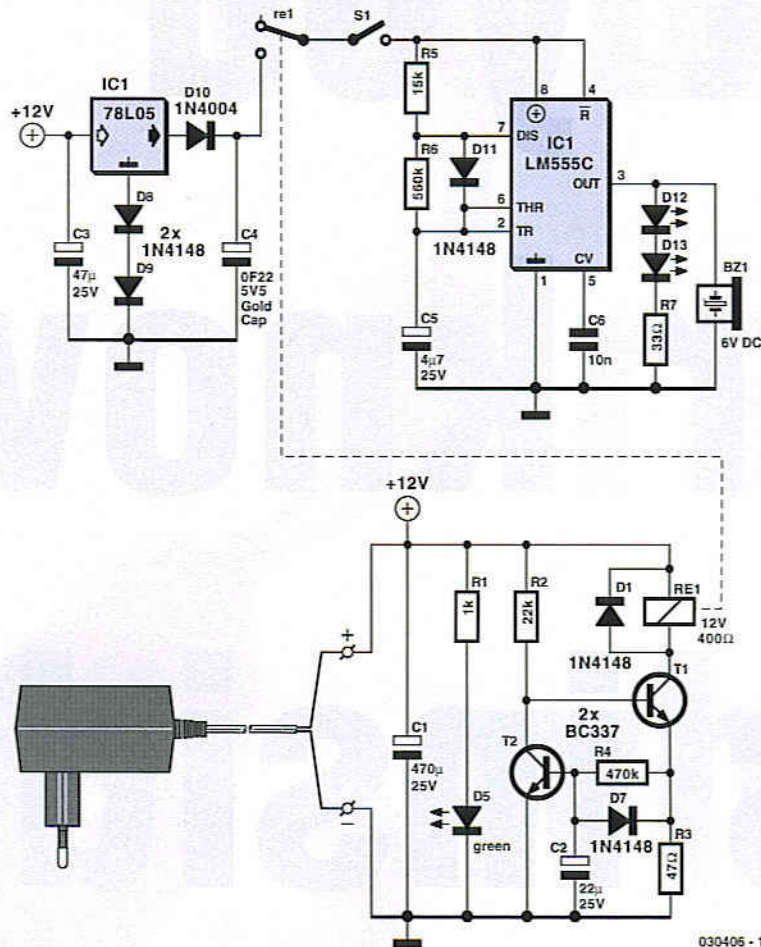 re1
S1
IC1
78L05
+12V
D10
1N4004
D8
2x
1N4148
D9
C3
47µ
25V
C4
0F22
5V5
Gold
Cap
R5
15k
R6
560k
D11
1N4148
C5
4µ7
25V
8
4
R
7
DIS
IC1
LM555C
OUT
3
6
THR
2
TR
CV
1
5
C6
10n
D12
D13
R7
33Ω
BZ1
6V DC
+12V
R1
1k
R2
22k
D1
1N4148
RE1
12V
400Ω
T1
2x
BC337
T2
R4
470k
D7
1N4148
R3
47Ω
C1
470µ
25V
D5
green
C2
22µ
25V
+
–